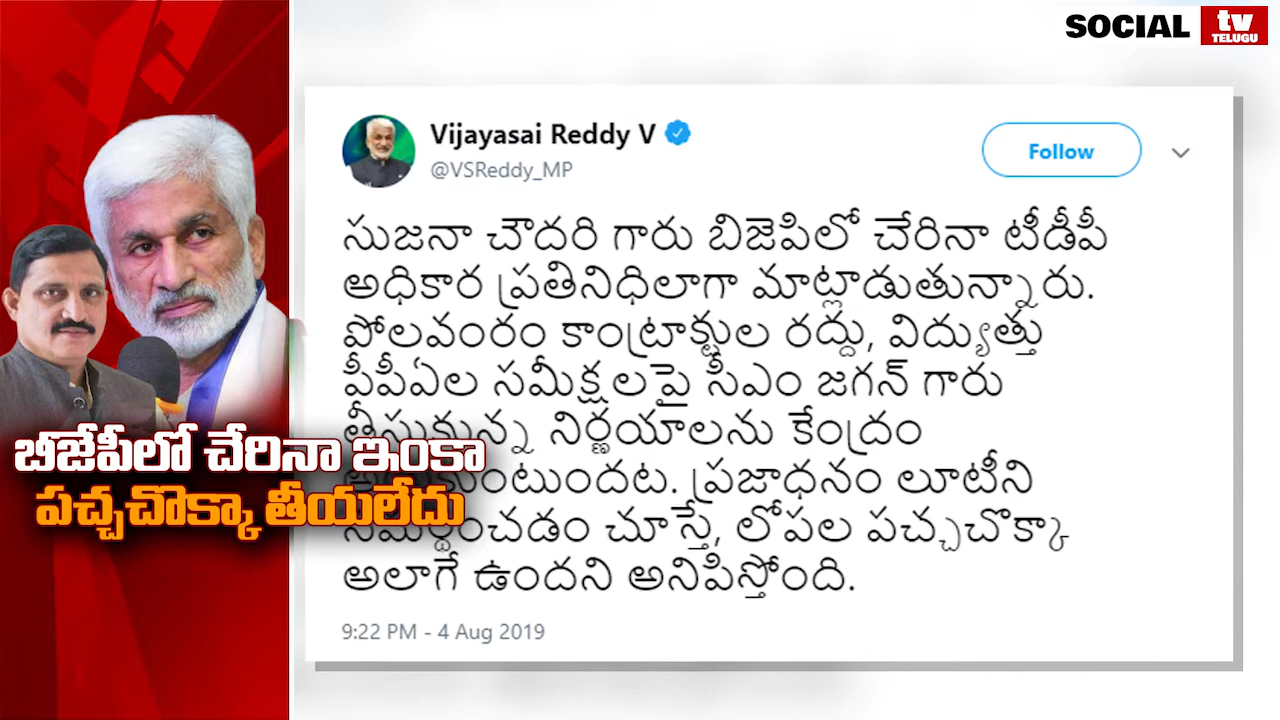 SOCIAL tv
TELUGU
Vijayasai Reddy V
@VSReddy_MP
Follow
సుజనా చౌదరి గారు బిజెపిలో చేరినా టీడీపీ
అధికార ప్రతినిధిలాగా మాట్లాడుతున్నారు.
పోలవంరం కాంట్రాక్టుల రద్దు, విద్యుత్తు
పీపీఏల సమీక్షలపై సీఎం జగన్ గారు
తీసుకున్న నిర్ణయాలను కేంద్రం
ప్రజాధనం లూటీని
చూస్తే, లోపల పచ్చచొక్కా
అలాగే ఉందని అనిపిస్తోంది.
9:22 PM - 4 Aug 2019
బీజేపీలో చేరినా ఇంకా
పచ్చచొక్కా తీయలేదు